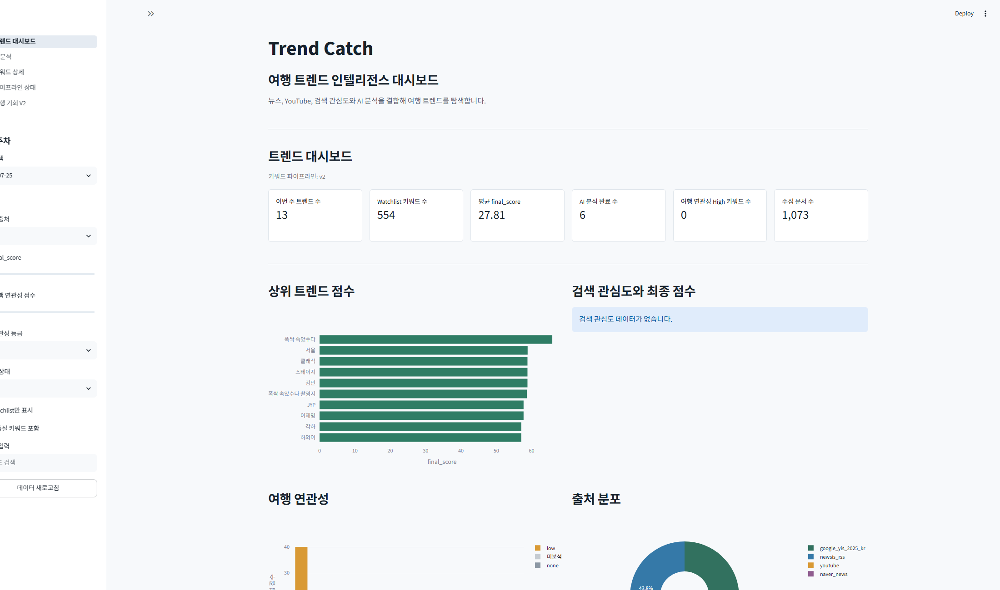 Deploy
렌드 대시보드
분석
워드 상세
이프라인 상태
행 기회 V2
주차
택
07-25
출처
al_score
행 연관성 점수
관성 등급
상태
chlist만 표시
품질 키워드 포함
입력
드 검색
데이터 새로고침
Trend Catch
여행 트렌드 인텔리전스 대시보드
뉴스, YouTube, 검색 관심도와 AI 분석을 결합해 여행 트렌드를 탐색합니다.
트렌드 대시보드
키워드 파이프라인: v2
이번 주 트렌드 수
13
Watchlist 키워드 수
554
평균 final_score
27.81
AI 분석 완료 수
6
여행 연관성 High 키워드 수
0
수집 문서 수
1,073
상위 트렌드 점수
폭싹 속았수다
서울
클래식
스테이지
김민
폭싹 속았수다 촬영지
JYP
이재명
각하
하와이
0 10 20 30 40 50 60
final_score
검색 관심도와 최종 점수
검색 관심도 데이터가 없습니다.
여행 연관성
40
30
성 점수
low
미분석
none
출처 분포
43.8%
google_yis_2025_kr
newsis_rss
youtube
naver_news